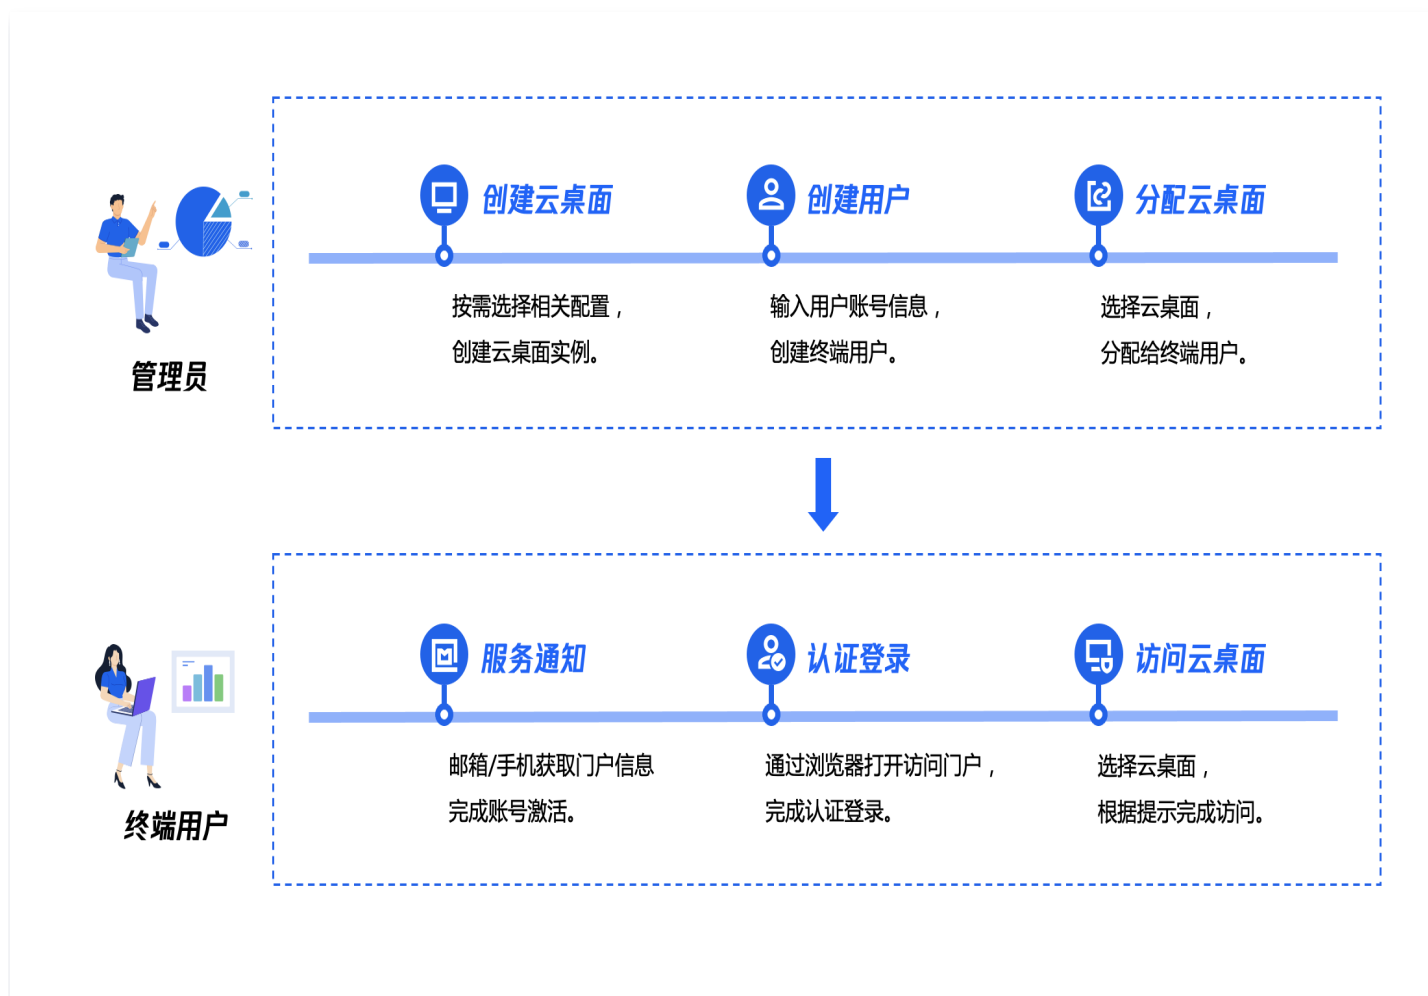 创建云桌面
创建用户
分配云桌面
按需选择相关配置，
创建云桌面实例。
输入用户账号信息，
创建终端用户。
选择云桌面，
分配给终端用户。
管理员
服务通知
认证登录
访问云桌面
邮箱/手机获取门户信息
完成账号激活。
通过浏览器打开访问门户，
完成认证登录。
选择云桌面，
根据提示完成访问。
终端用户